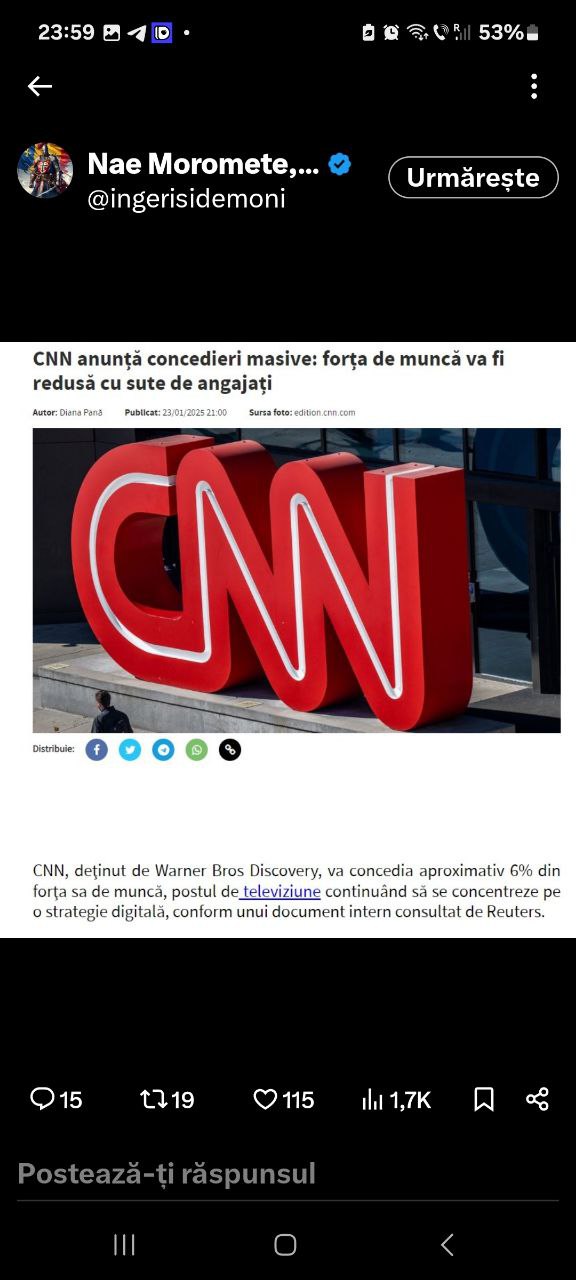 23:59
53%
Nae Moromete,...
Urmărește
@ingerisidemoni
CNN anunță concedieri masive: forța de muncă va fi
redusă cu sute de angajați
Autor: Diana Pană Publicat: 23/01/2025 21:00 Sursa foto: edition.cnn.com
CNN
Distribuie:
CNN, deţinut de Warner Bros Discovery, va concedia aproximativ 6% din
forţa sa de muncă, postul de televiziune continuând să se concentreze pe
o strategie digitală, conform unui document intern consultat de Reuters.
15 19 115 1,7K
Postează-ți răspunsul